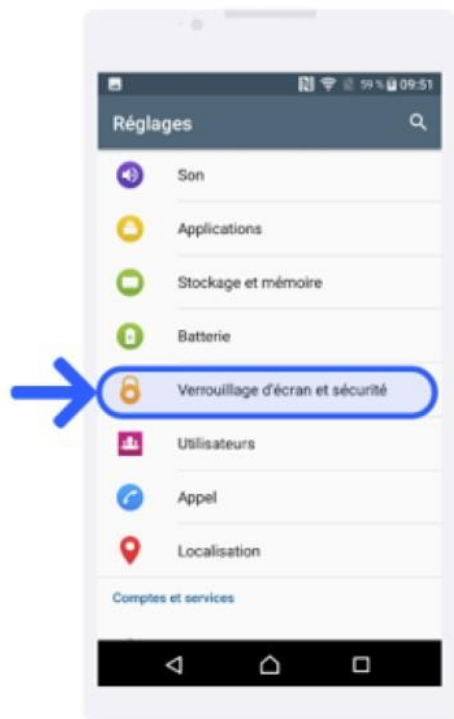 59 % 09:51
Réglages
Son
Applications
Stockage et mémoire
Batterie
Verrouillage d'écran et sécurité
Utilisateurs
Appel
Localisation
Comptes et services